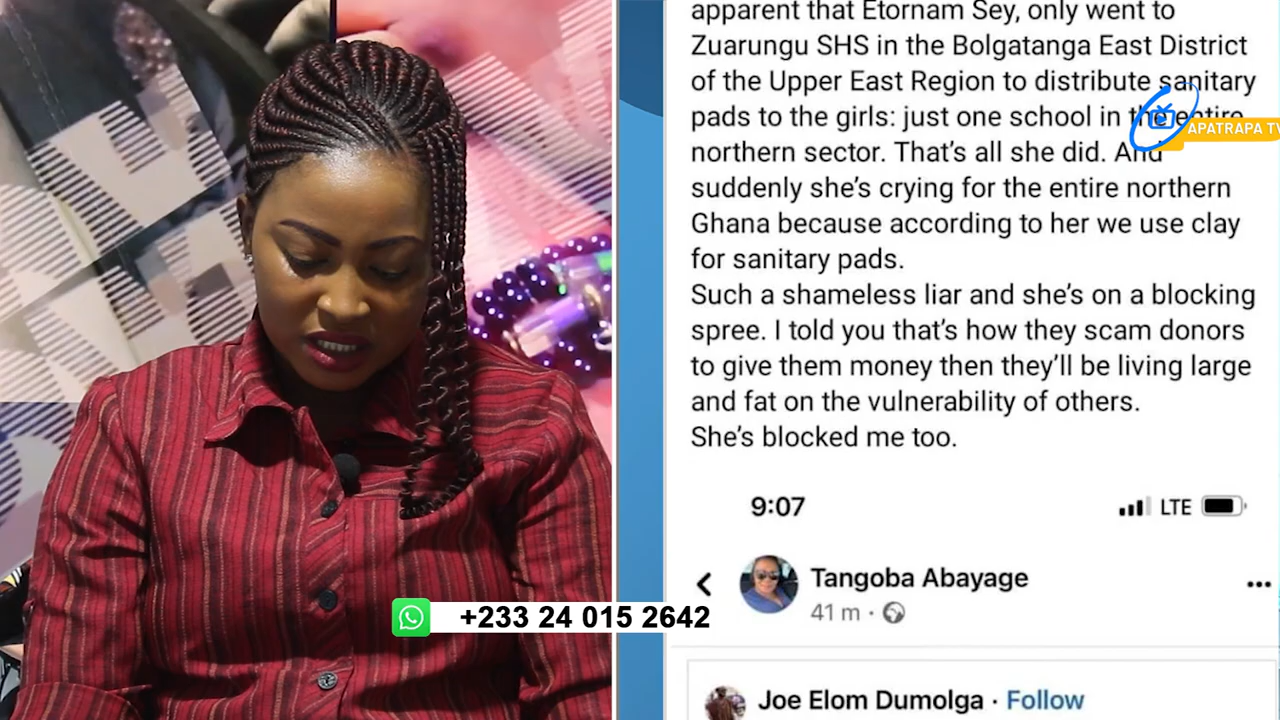 apparent that Etornam Sey, only went to
Zuarungu SHS in the Bolgatanga East District
of the Upper East Region to distribute sanitary
pads to the girls: just one school in the entire
northern sector. That's all she did. And
suddenly she's crying for the entire northern
Ghana because according to her we use clay
for sanitary pads.
Such a shameless liar and she's on a blocking
spree. I told you that's how they scam donors
to give them money then they'll be living large
and fat on the vulnerability of others.
She's blocked me too.
APATRAPA TV
9:07
LTE
Tangoba Abayage
41 m ·
+233 24 015 2642
Joe Elom Dumolga · Follow